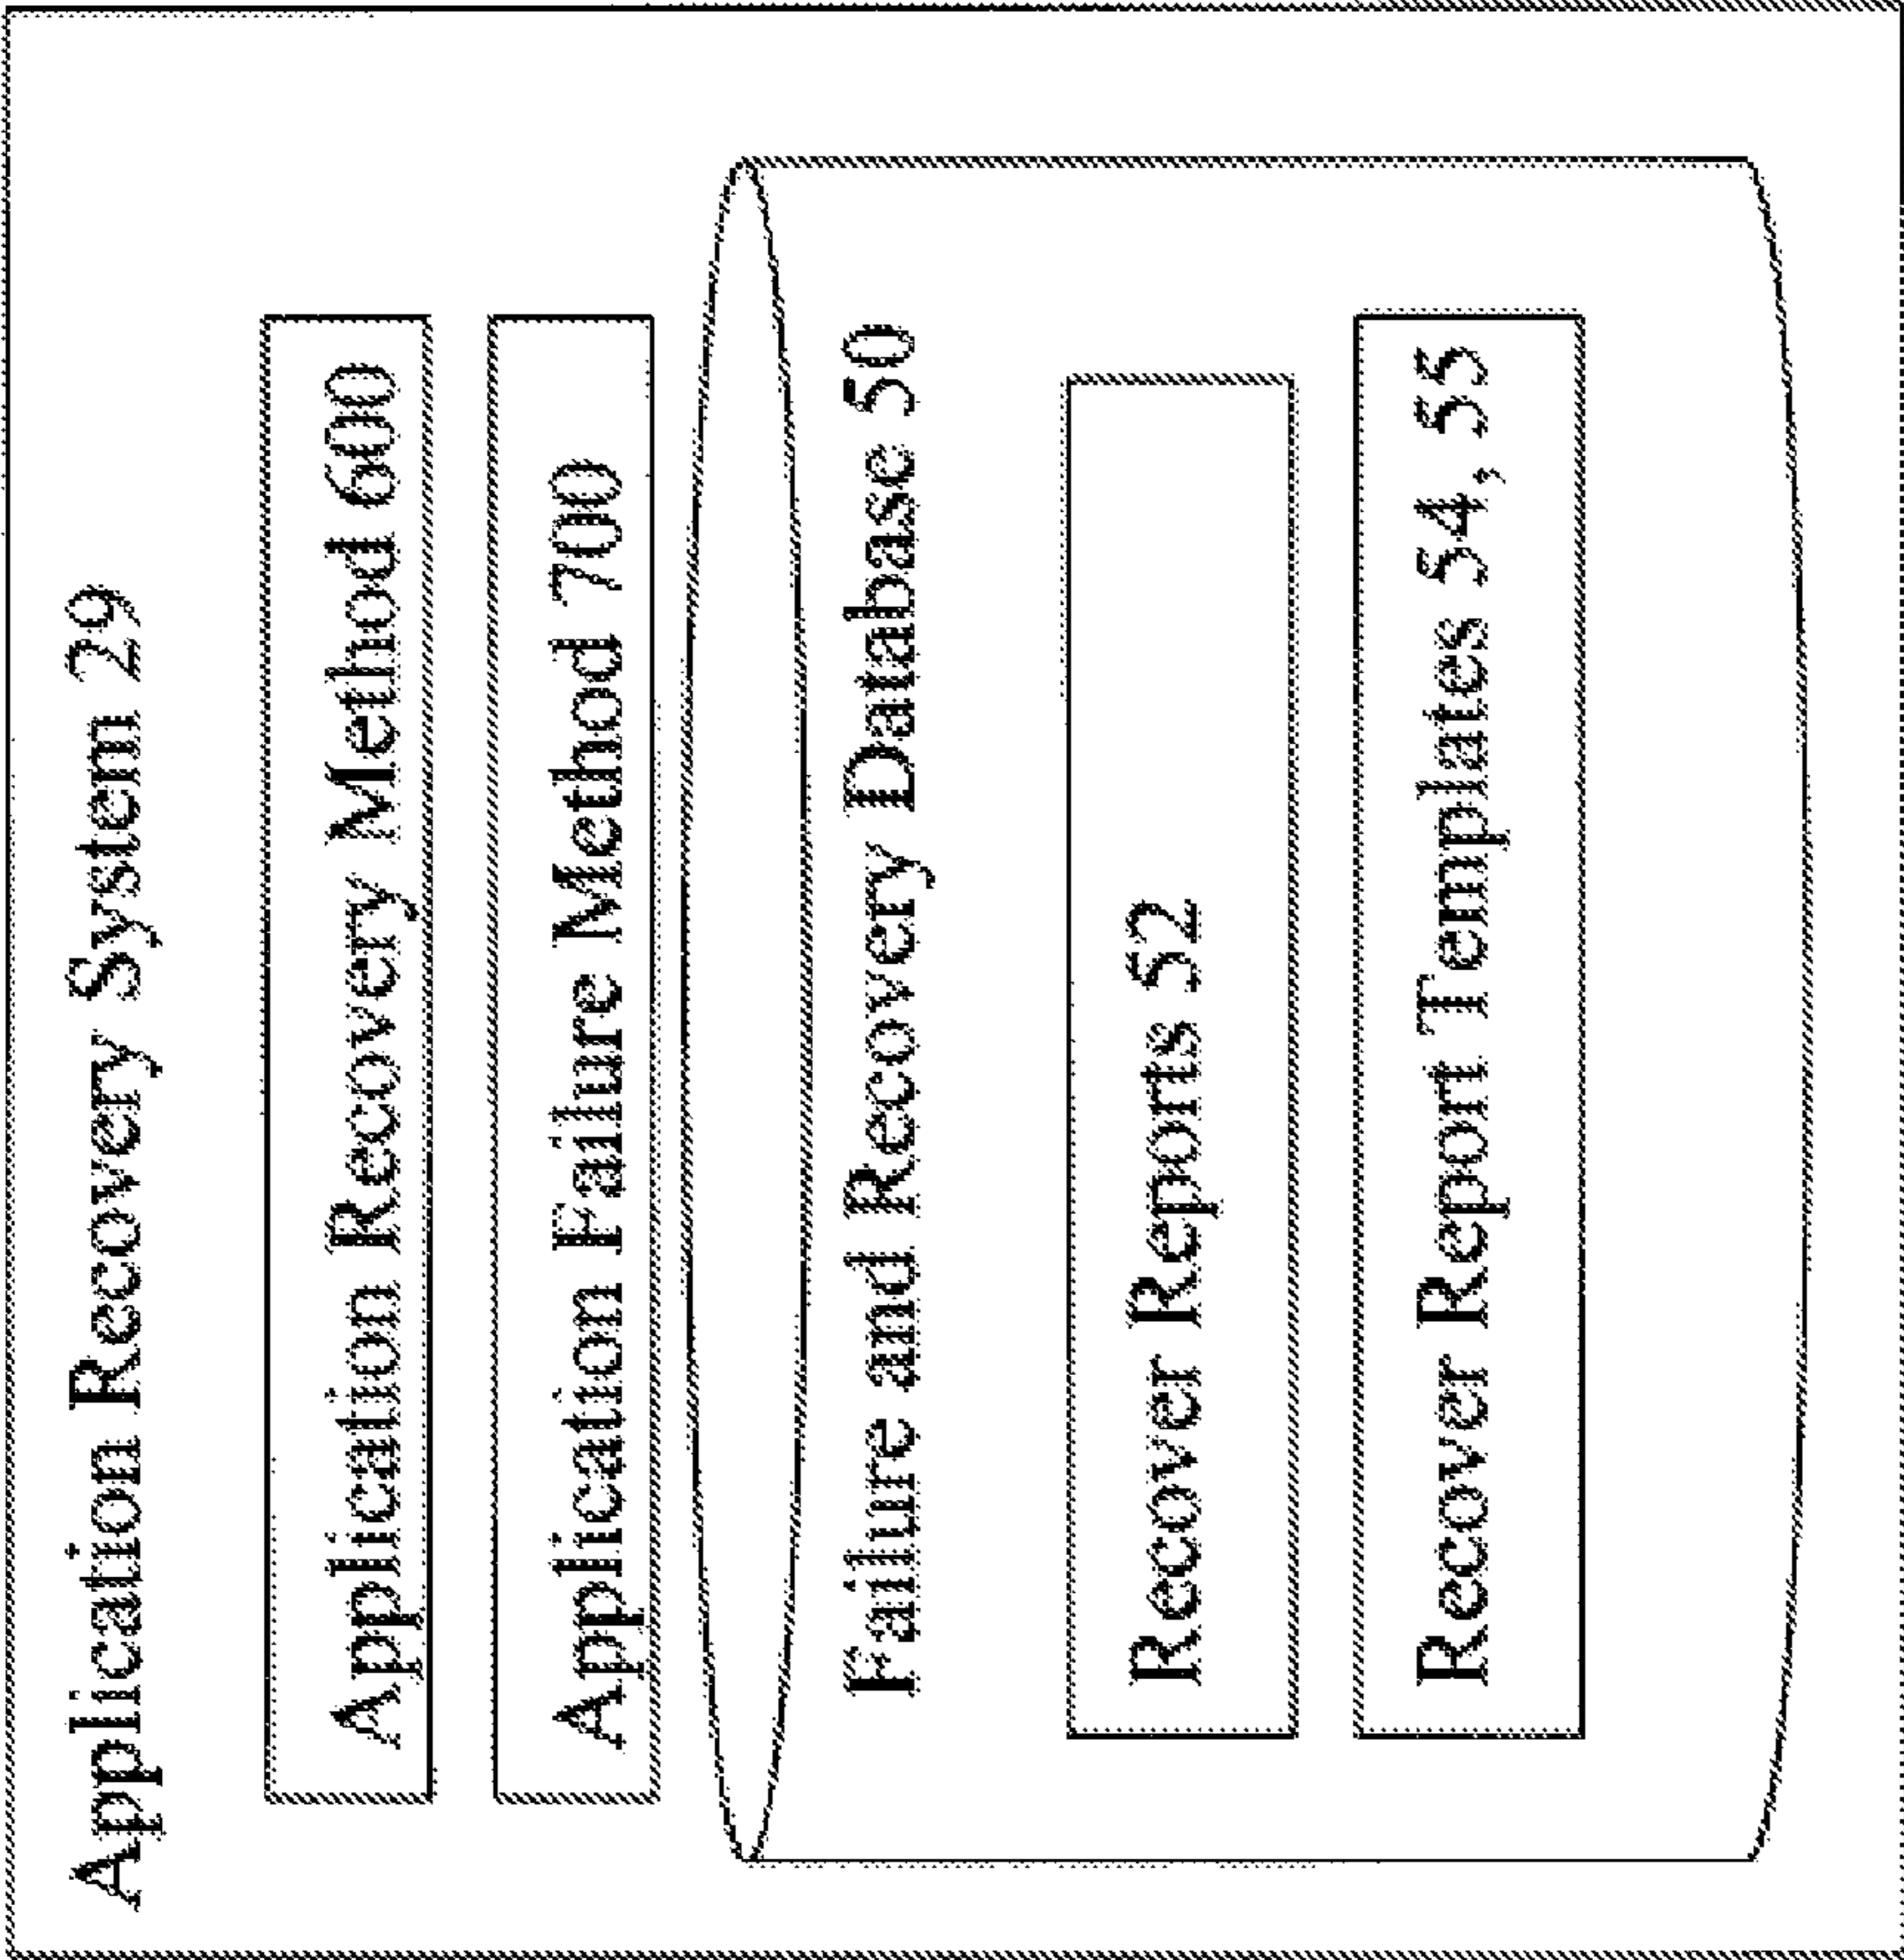 Application Recovery System 29
Application Recovery Method 600
Application Failure Method 700
Failure and Recovery Database 50
Recover Reports 52
Recover Report Templates 54, 55